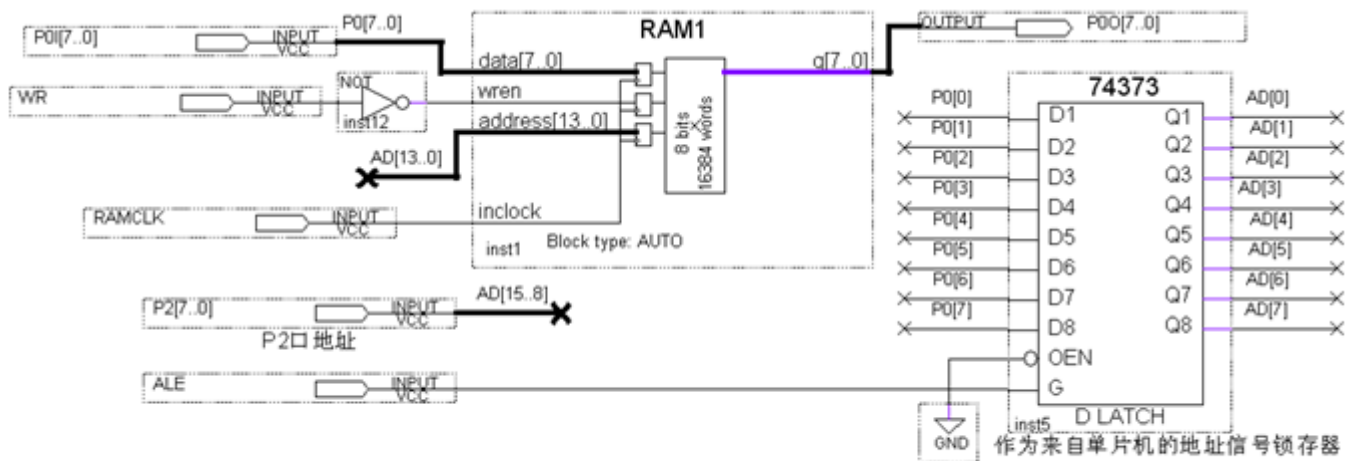 P0I[7..0]
INPUT
VCC
P0[7..0]
RAM1
OUTPUT
P0O[7..0]
data[7..0]
q[7..0]
WR
INPUT
VCC
NOT
inst12
wren
address[13..0]
AD[13..0]
8 bits
16384 words
RAMCLK
INPUT
VCC
inclock
inst1
Block type: AUTO
P2[7..0]
INPUT
VCC
AD[15..8]
P2口地址
ALE
INPUT
VCC
74373
P0[0]
D1
Q1
AD[0]
P0[1]
D2
Q2
AD[1]
P0[2]
D3
Q3
AD[2]
P0[3]
D4
Q4
AD[3]
P0[4]
D5
Q5
AD[4]
P0[5]
D6
Q6
AD[5]
P0[6]
D7
Q7
AD[6]
P0[7]
D8
Q8
AD[7]
OEN
G
GND
inst5
D LATCH
作为来自单片机的地址信号锁存器